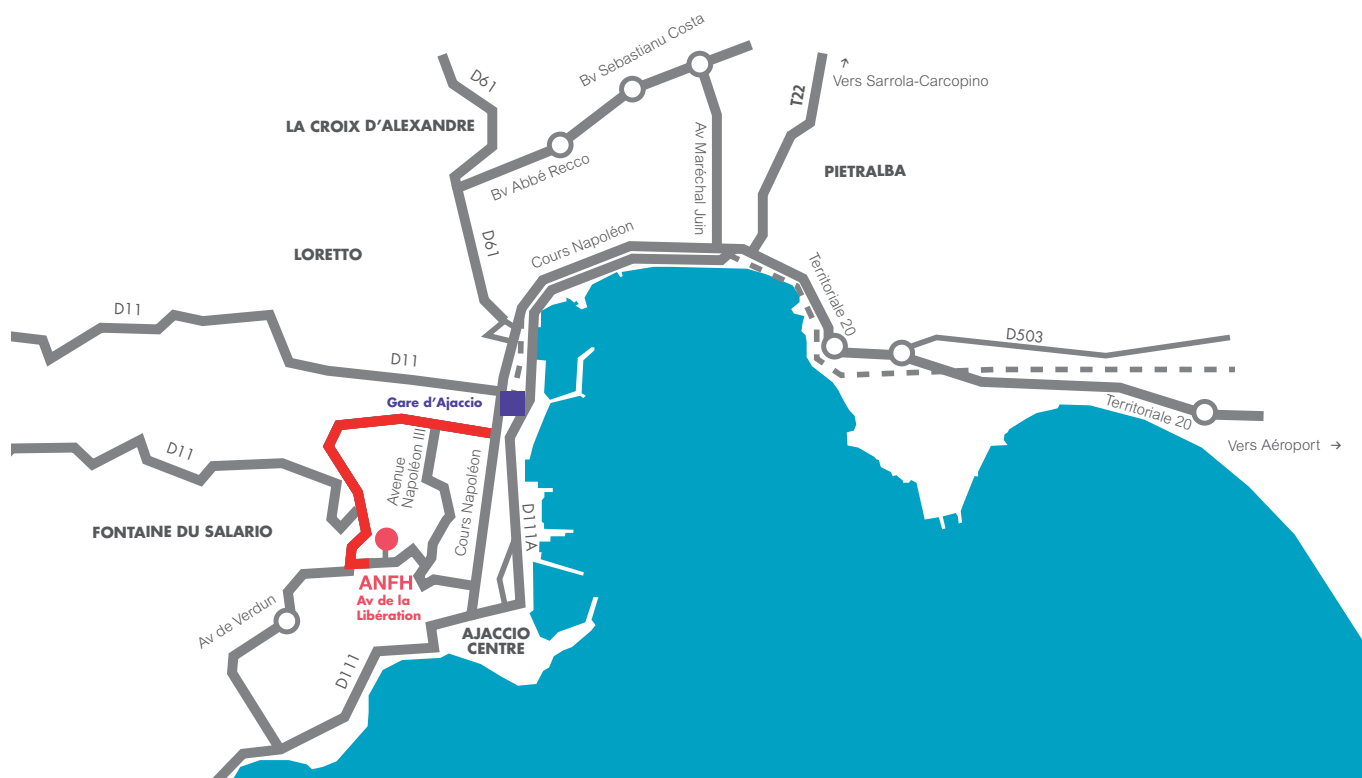 Bv Sebastianu Costa
D61
T22
Vers Sarrola-Carcopino
LA CROIX D'ALEXANDRE
Av Maréchal Juin
Bv Abbé Recco
PIETRALBA
D61
Cours Napoléon
LORETTO
Territoriale 20
D11
D503
D11
Gare d'Ajaccio
Territoriale 20
Vers Aéroport
D11
Avenue
Napoléon III
Cours Napoléon
D111A
FONTAINE DU SALARIO
ANFH
Av de la
Libération
Av de Verdun
AJACCIO
CENTRE
D111